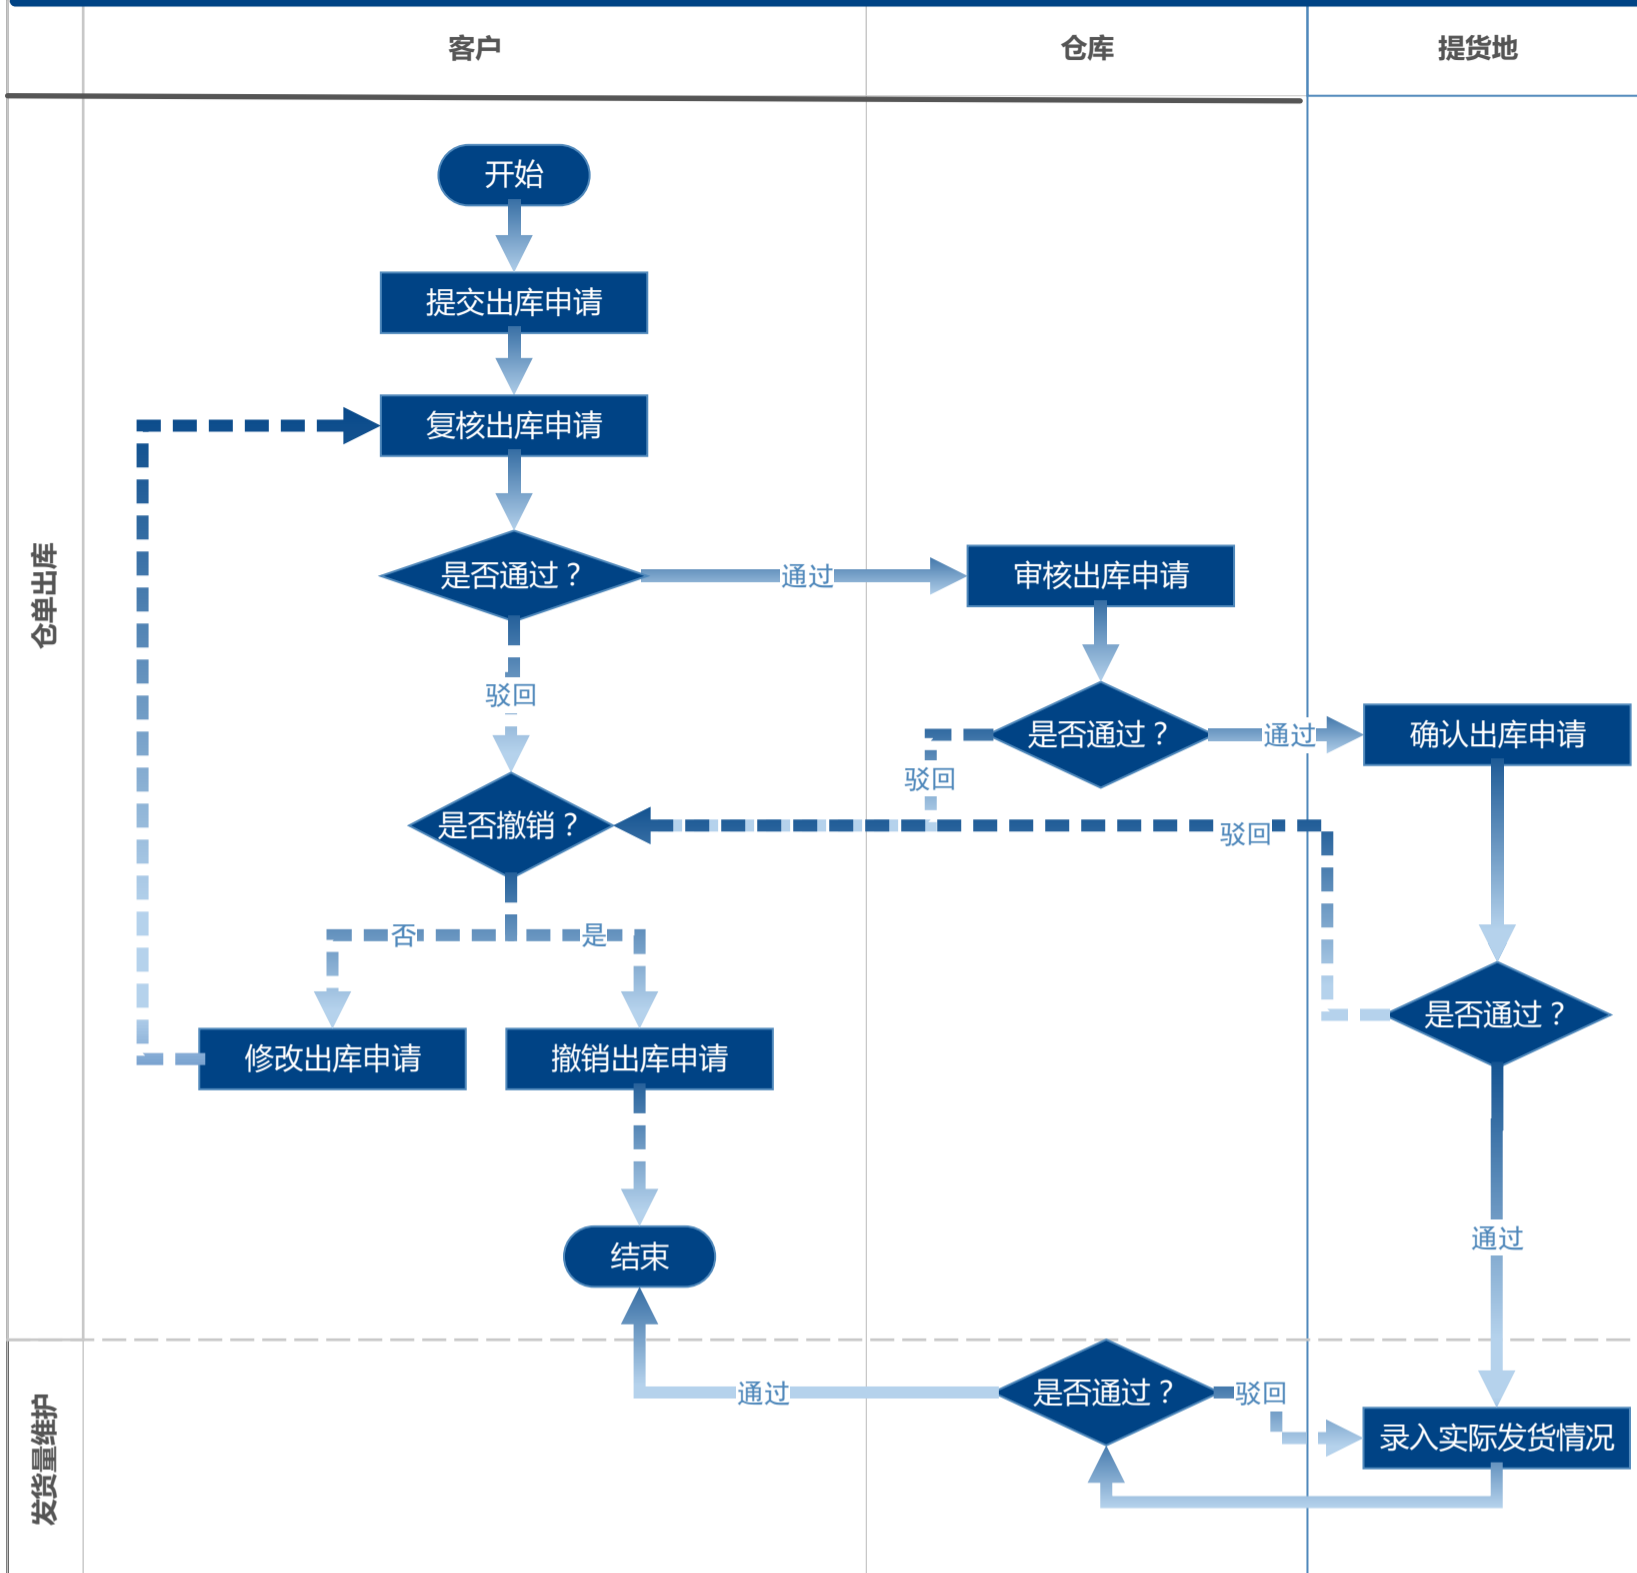 客户
仓库
提货地
仓单出库
开始
提交出库申请
复核出库申请
是否通过？
通过
审核出库申请
驳回
是否通过？
通过
确认出库申请
驳回
是否撤销？
驳回
否
是
是否通过？
修改出库申请
撤销出库申请
通过
结束
发货量维护
通过
是否通过？
驳回
录入实际发货情况